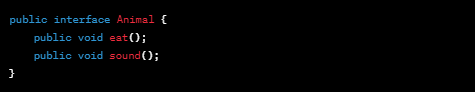 public interface Animal {
    public void eat();
    public void sound();
}